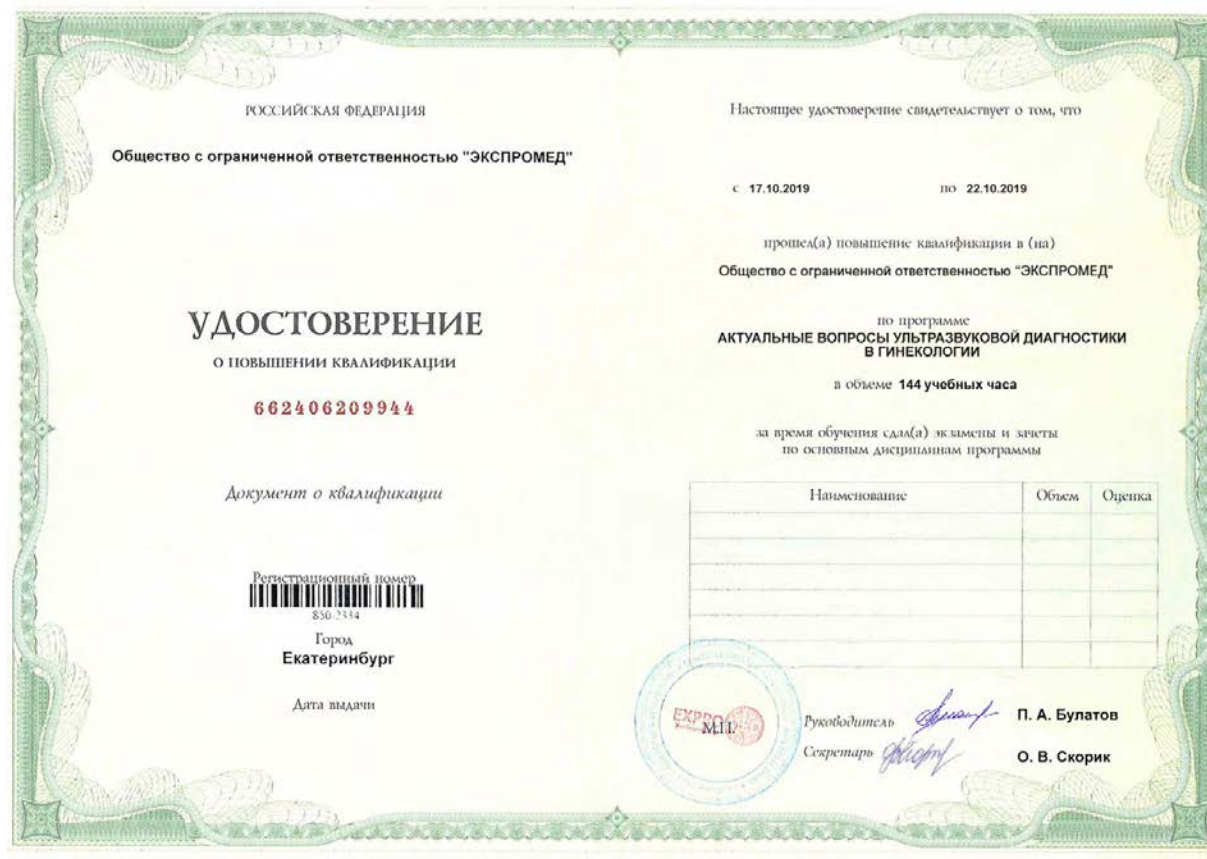 РОССИЙСКАЯ ФЕДЕРАЦИЯ
Общество с ограниченной ответственностью "ЭКСПРОМЕД"
УДОСТОВЕРЕНИЕ
О ПОВЫШЕНИИ КВАЛИФИКАЦИИ
662406209944
Документ о квалификации
Регистрационный номер
850-2334
Город
Екатеринбург
Дата выдачи
Настоящее удостоверение свидетельствует о том, что
с 17.10.2019 по 22.10.2019
прошел(а) повышение квалификации в (на)
Общество с ограниченной ответственностью "ЭКСПРОМЕД"
по программе
АКТУАЛЬНЫЕ ВОПРОСЫ УЛЬТРАЗВУКОВОЙ ДИАГНОСТИКИ
В ГИНЕКОЛОГИИ
в объеме 144 учебных часа
за время обучения сдал(а) экзамены и зачеты
по основным дисциплинам программы
Наименование Объем Оценка
М.П.
Руководитель П. А. Булатов
Секретарь О. В. Скорик